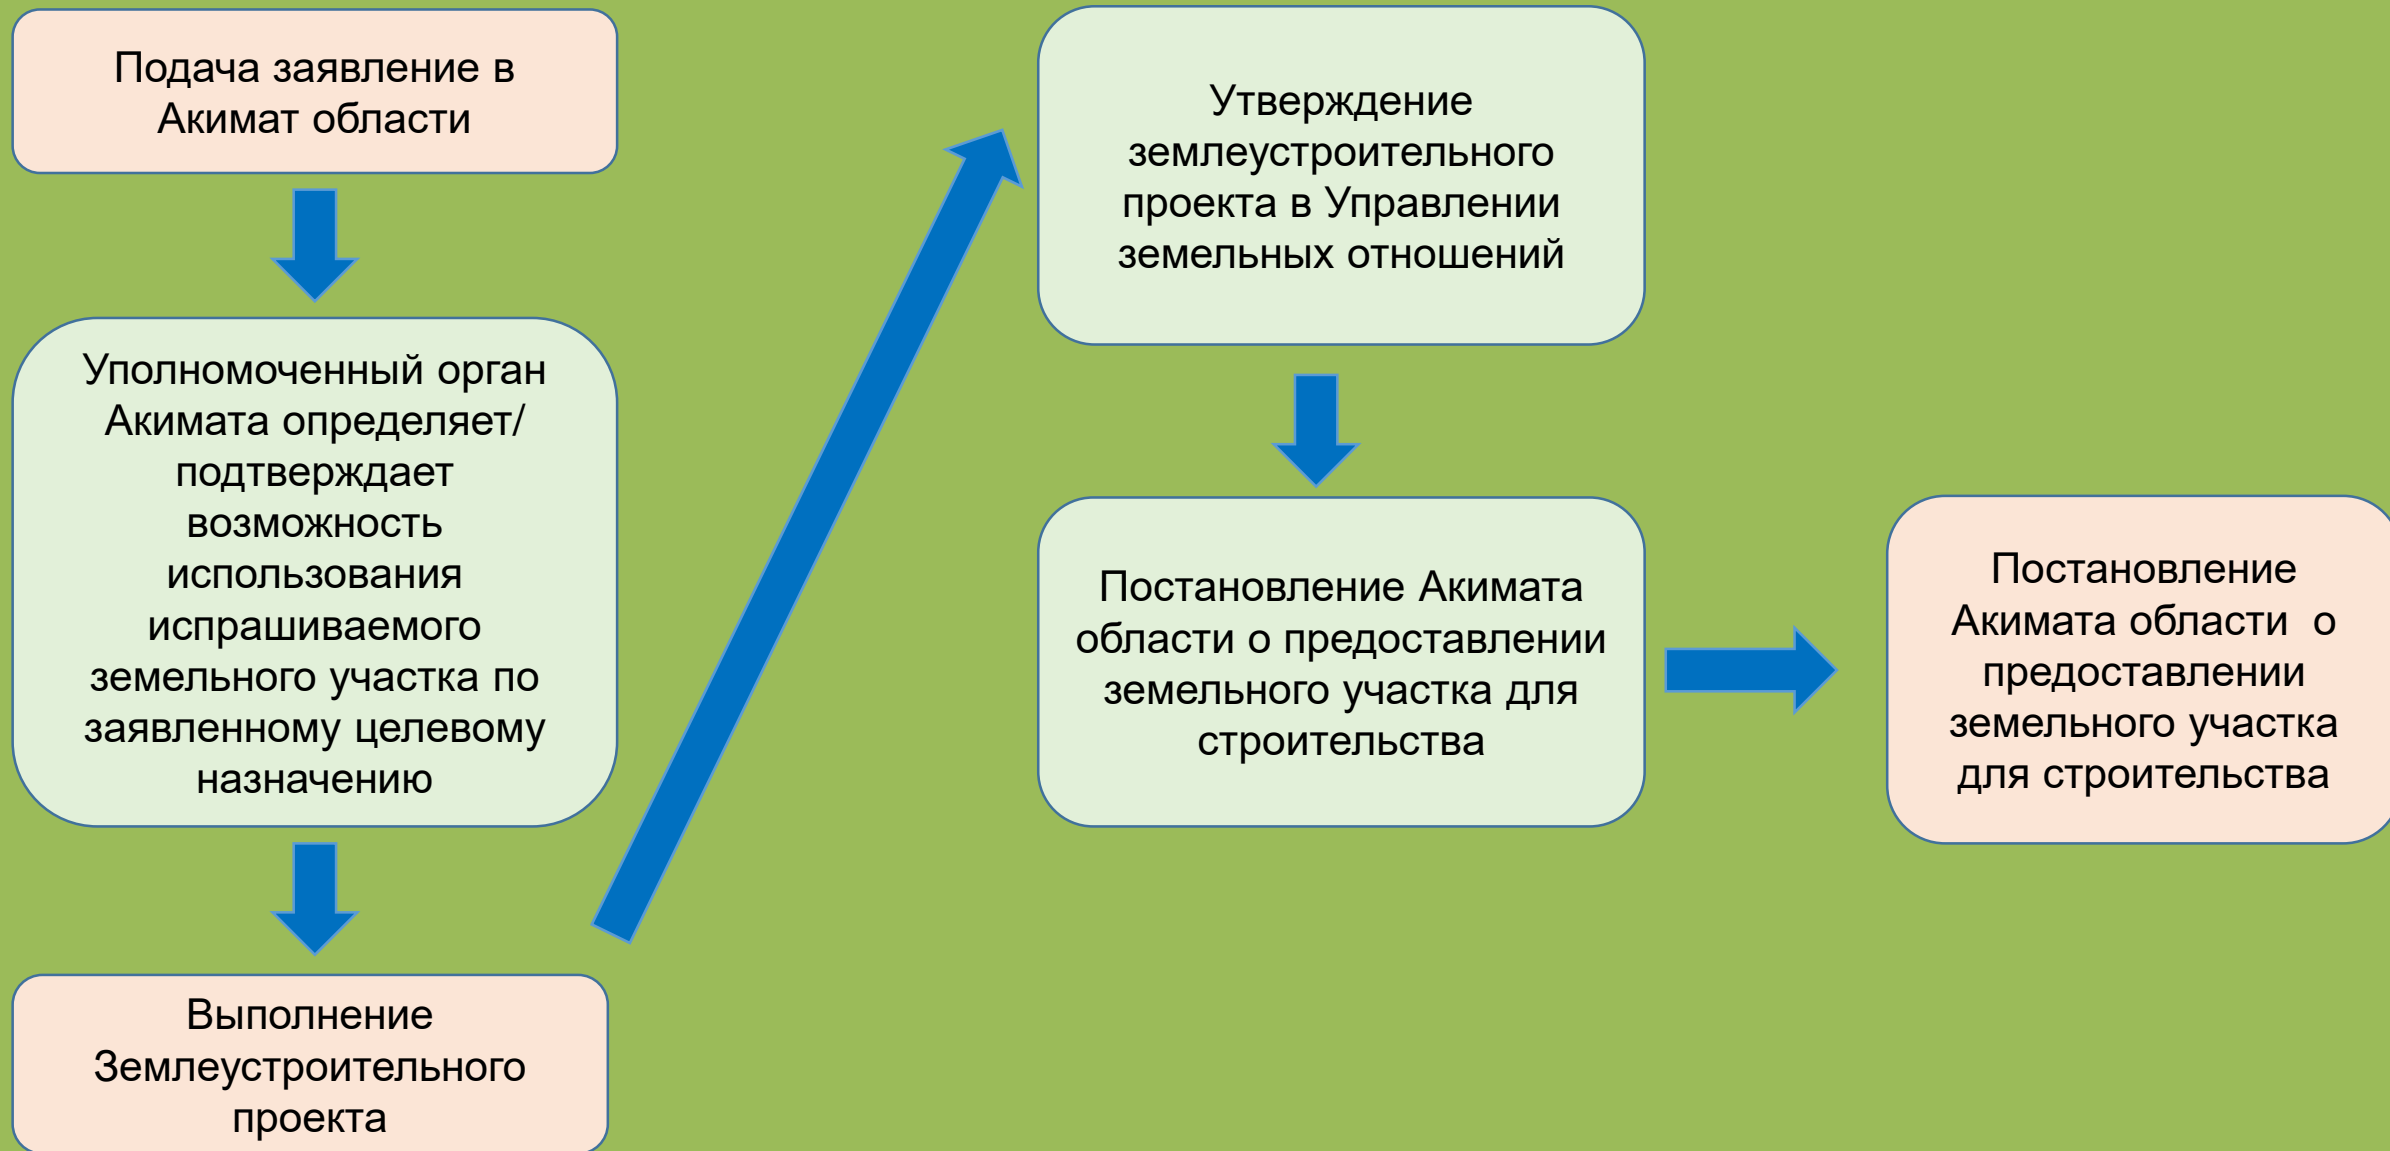 Подача заявление в
Акимат области
Уполномоченный орган
Акимата определяет/
подтверждает
возможность
использования
испрашиваемого
земельного участка по
заявленному целевому
назначению
Выполнение
Землеустроительного
проекта
Утверждение
землеустроительного
проекта в Управлении
земельных отношений
Постановление Акимата
области о предоставлении
земельного участка для
строительства
Постановление
Акимата области  о
предоставлении
земельного участка
для строительства